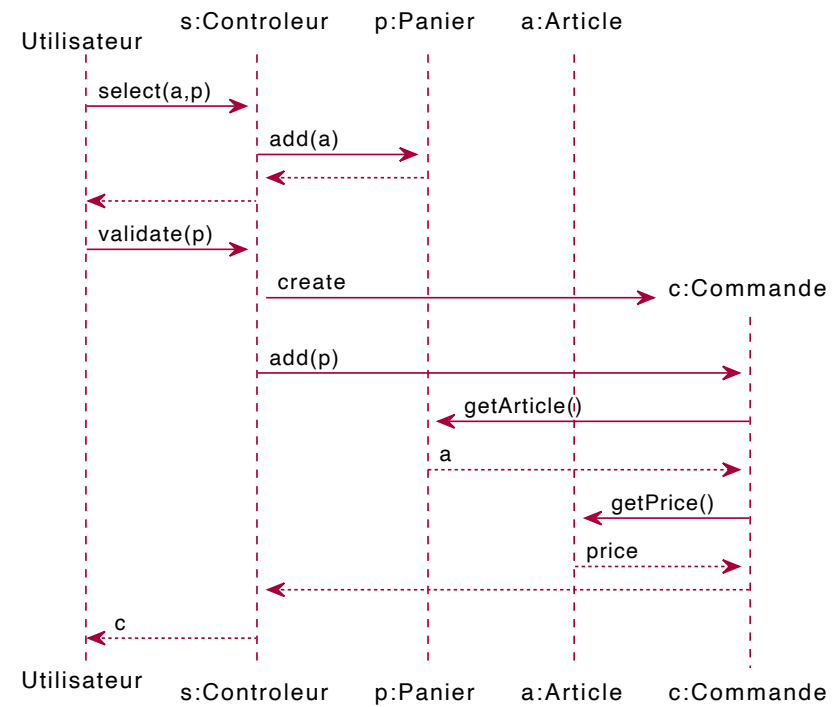 Utilisateur
s:Controleur
p:Panier
a:Article
select(a,p)
add(a)
validate(p)
create
c:Commande
add(p)
getArticle()
a
getPrice()
price
c
Utilisateur
s:Controleur
p:Panier
a:Article
c:Commande